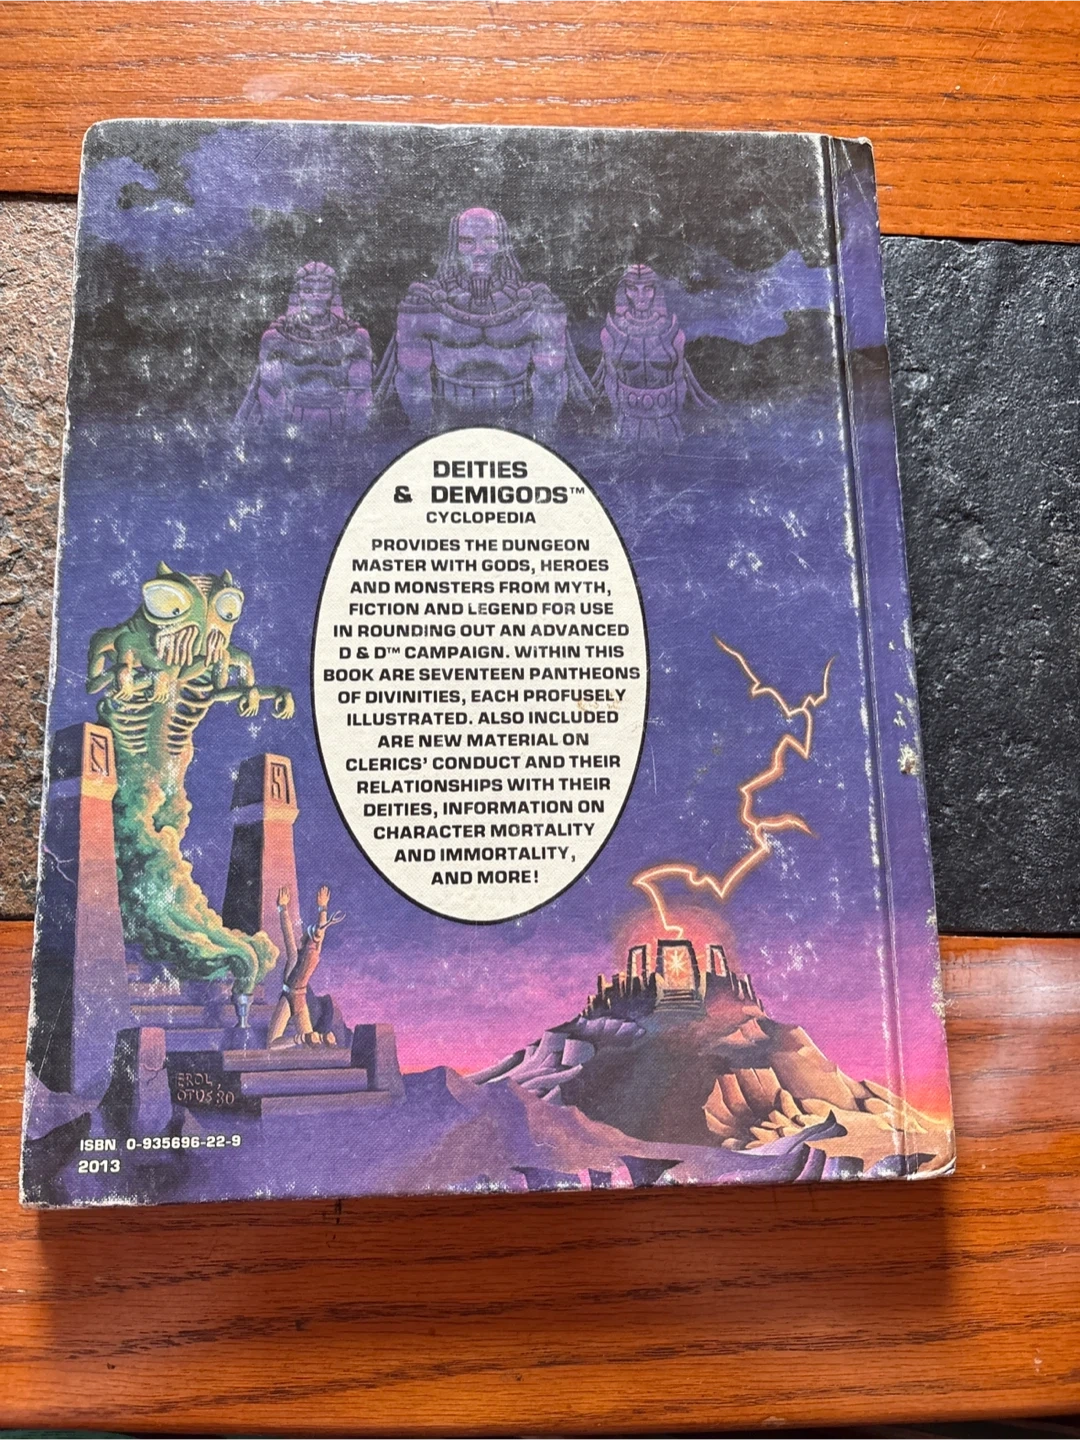 DEITIES
& DEMIGODS™
CYCLOPEDIA
PROVIDES THE DUNGEON
MASTER WITH GODS, HEROES
AND MONSTERS FROM MYTH,
FICTION AND LEGEND FOR USE
IN ROUNDING OUT AN ADVANCED
D & D™ CAMPAIGN. WITHIN THIS
BOOK ARE SEVENTEEN PANTHEONS
OF DIVINITIES, EACH PROFUSELY
ILLUSTRATED. ALSO INCLUDED
ARE NEW MATERIAL ON
CLERICS' CONDUCT AND THEIR
RELATIONSHIPS WITH THEIR
DEITIES, INFORMATION ON
CHARACTER MORTALITY
AND IMMORTALITY,
AND MORE!
EROL
OTUS 80
ISBN 0-935696-22-9
2013